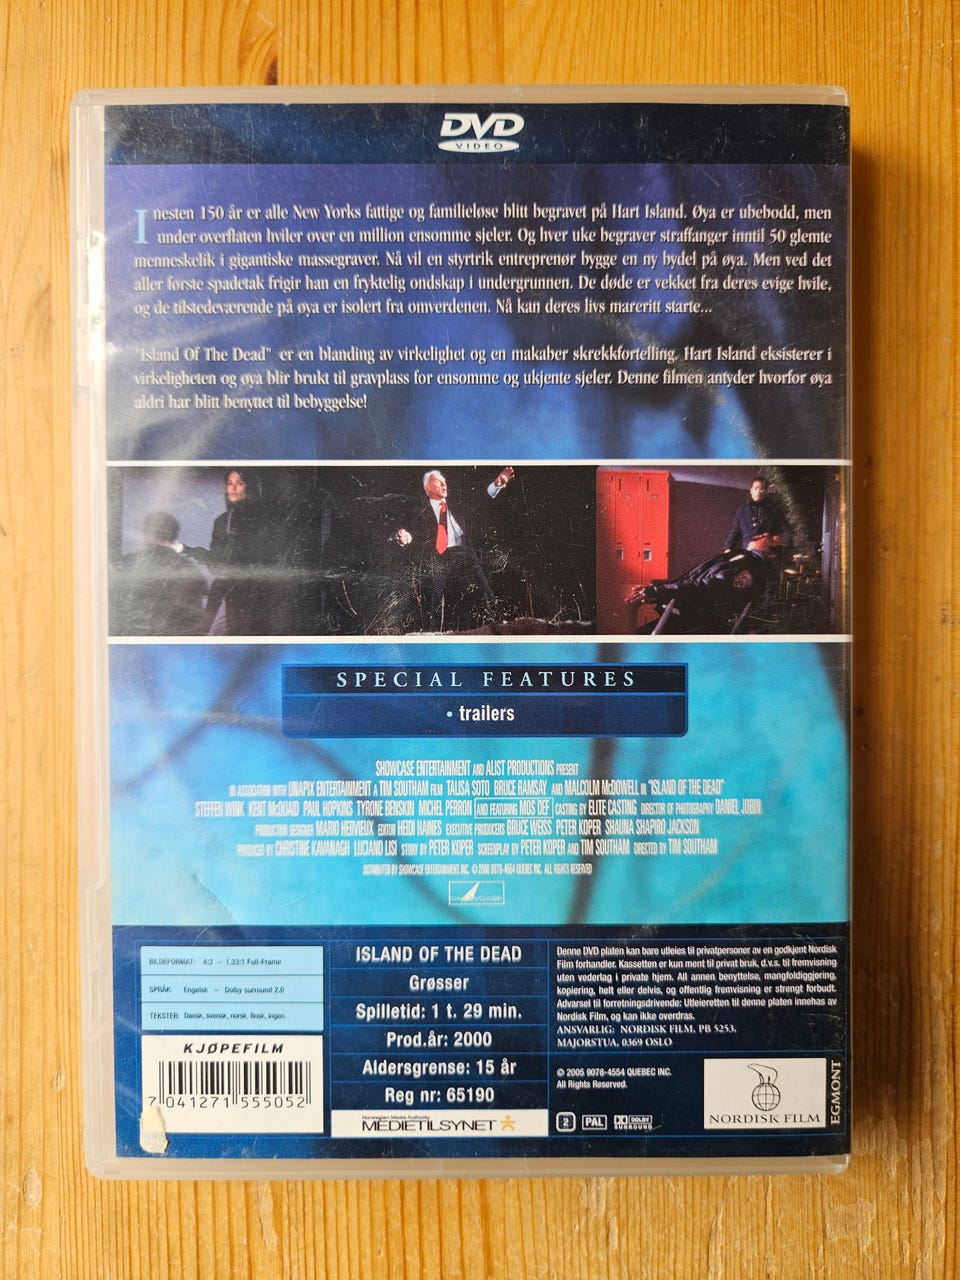 DVD
VIDEO
I nesten 150 år er alle New Yorks fattige og familieløse blitt begravet på Hart Island. Øya er ubebodd, men
under overflaten hviler over en million ensomme sjeler. Og hver uke begraver straffanger inntil 50 glemte
menneskelik i gigantiske massegraver. Nå vil en styrtrik entreprenør bygge en ny bydel på øya. Men ved det
aller første spadetak frigir han en fryktelig ondskap i undergrunnen. De døde er vekket fra deres evige hvile,
og de tilstedeværende på øya er isolert fra omverdenen. Nå kan deres livs mareritt starte...
"Island Of The Dead" er en blanding av virkelighet og en makaber skrekkfortelling. Hart Island eksisterer i
virkeligheten og øya blir brukt til gravplass for ensomme og ukjente sjeler. Denne filmen antyder hvorfor øya
aldri har blitt benyttet til bebyggelse!
SPECIAL FEATURES
• trailers
SHOWCASE ENTERTAINMENT AND ALIST PRODUCTIONS PRESENT
IN ASSOCIATION WITH UNAPIX ENTERTAINMENT A TIM SOUTHAM FILM TALISA SOTO BRUCE RAMSAY AND MALCOLM McDOWELL IN "ISLAND OF THE DEAD"
STEFFEN WINK KENT McQUAID PAUL HOPKINS TYRONE BENSKIN MICHEL PERRON AND FEATURING MOS DEF CASTING BY ELITE CASTING DIRECTOR OF PHOTOGRAPHY DANIEL JOBIN
PRODUCTION DESIGNER MARIO HERVIEUX EDITOR HEIDI HAINES EXECUTIVE PRODUCERS BRUCE WEISS PETER KOPER SHAUNA SHAPIRO JACKSON
PRODUCED BY CHRISTINE KAVANAGH LUCIANO LISI STORY BY PETER KOPER SCREENPLAY BY PETER KOPER AND TIM SOUTHAM DIRECTED BY TIM SOUTHAM
DISTRIBUTED BY SHOWCASE ENTERTAINMENT INC. © 2000 9078-4554 QUEBEC INC. ALL RIGHTS RESERVED
SHOWCASE
BILDEFORMAT: 4:3 – 1.33:1 Full-Frame
SPRÅK: Engelsk – Dolby surround 2.0
TEKSTER: Dansk, svensk, norsk, finsk, ingen.
KJØPEFILM
7 041271 555052
ISLAND OF THE DEAD
Grøsser
Spilletid: 1 t. 29 min.
Prod.år: 2000
Aldersgrense: 15 år
Reg nr: 65190
Norwegian Media Authority
MEDIETILSYNET
Denne DVD platen kan bare utleies til privatpersoner av en godkjent Nordisk
Film forhandler. Kassetten er kun ment til privat bruk, d.v.s. til fremvisning
uten vederlag i private hjem. All annen benyttelse, mangfoldiggjøring,
kopiering, helt eller delvis, og offentlig fremvisning er strengt forbudt.
Advarsel til forretningsdrivende: Utleieretten til denne platen innehas av
Nordisk Film, og kan ikke overdras.
ANSVARLIG: NORDISK FILM, PB 5253,
MAJORSTUA, 0369 OSLO
© 2005 9078-4554 QUEBEC INC.
All Rights Reserved.
2 PAL DOLBY
SURROUND
NORDISK FILM
EGMONT